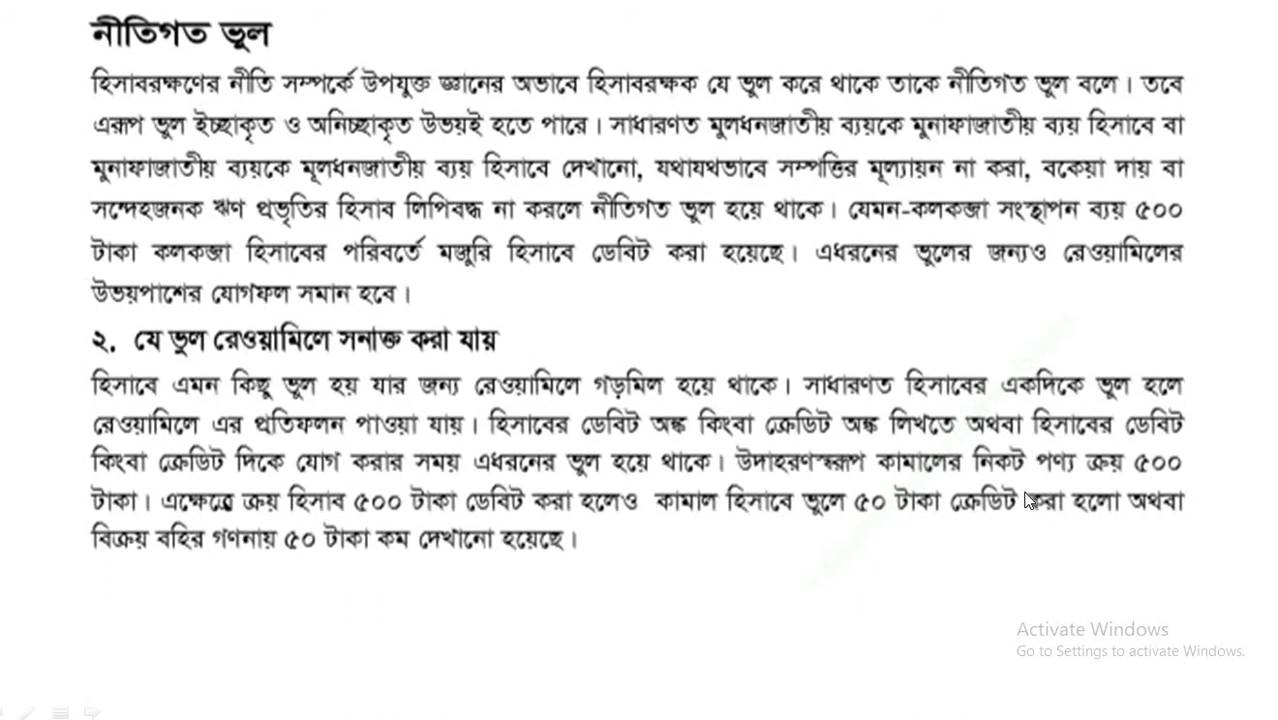 নীতিগত ভুল
হিসাবরক্ষণের নীতি সম্পর্কে উপযুক্ত জ্ঞানের অভাবে হিসাবরক্ষক যে ভুল করে থাকে তাকে নীতিগত ভুল বলে। তবে
এরূপ ভুল ইচ্ছাকৃত ও অনিচ্ছাকৃত উভয়ই হতে পারে। সাধারণত মুলধনজাতীয় ব্যয়কে মুনাফাজাতীয় ব্যয় হিসাবে বা
মুনাফাজাতীয় ব্যয়কে মূলধনজাতীয় ব্যয় হিসাবে দেখানো, যথাযথভাবে সম্পত্তির মূল্যায়ন না করা, বকেয়া দায় বা
সন্দেহজনক ঋণ প্রভৃতির হিসাব লিপিবদ্ধ না করলে নীতিগত ভুল হয়ে থাকে। যেমন-কলকব্জা সংস্থাপন ব্যয় ৫০০
টাকা কলকব্জা হিসাবের পরিবর্তে মজুরি হিসাবে ডেবিট করা হয়েছে। এধরনের ভুলের জন্যও রেওয়ামিলের
উভয়পাশের যোগফল সমান হবে।
২. যে ভুল রেওয়ামিলে সনাক্ত করা যায়
হিসাবে এমন কিছু ভুল হয় যার জন্য রেওয়ামিলে গড়মিল হয়ে থাকে। সাধারণত হিসাবের একদিকে ভুল হলে
রেওয়ামিলে এর প্রতিফলন পাওয়া যায়। হিসাবের ডেবিট অঙ্ক কিংবা ক্রেডিট অঙ্ক লিখতে অথবা হিসাবের ডেবিট
কিংবা ক্রেডিট দিকে যোগ করার সময় এধরনের ভুল হয়ে থাকে। উদাহরণস্বরূপ কামালের নিকট পণ্য ক্রয় ৫০০
টাকা। এক্ষেত্রে ক্রয় হিসাব ৫০০ টাকা ডেবিট করা হলেও কামাল হিসাবে ভুলে ৫০ টাকা ক্রেডিট করা হলো অথবা
বিক্রয় বহির গণনায় ৫০ টাকা কম দেখানো হয়েছে।
Activate Windows
Go to Settings to activate Windows.